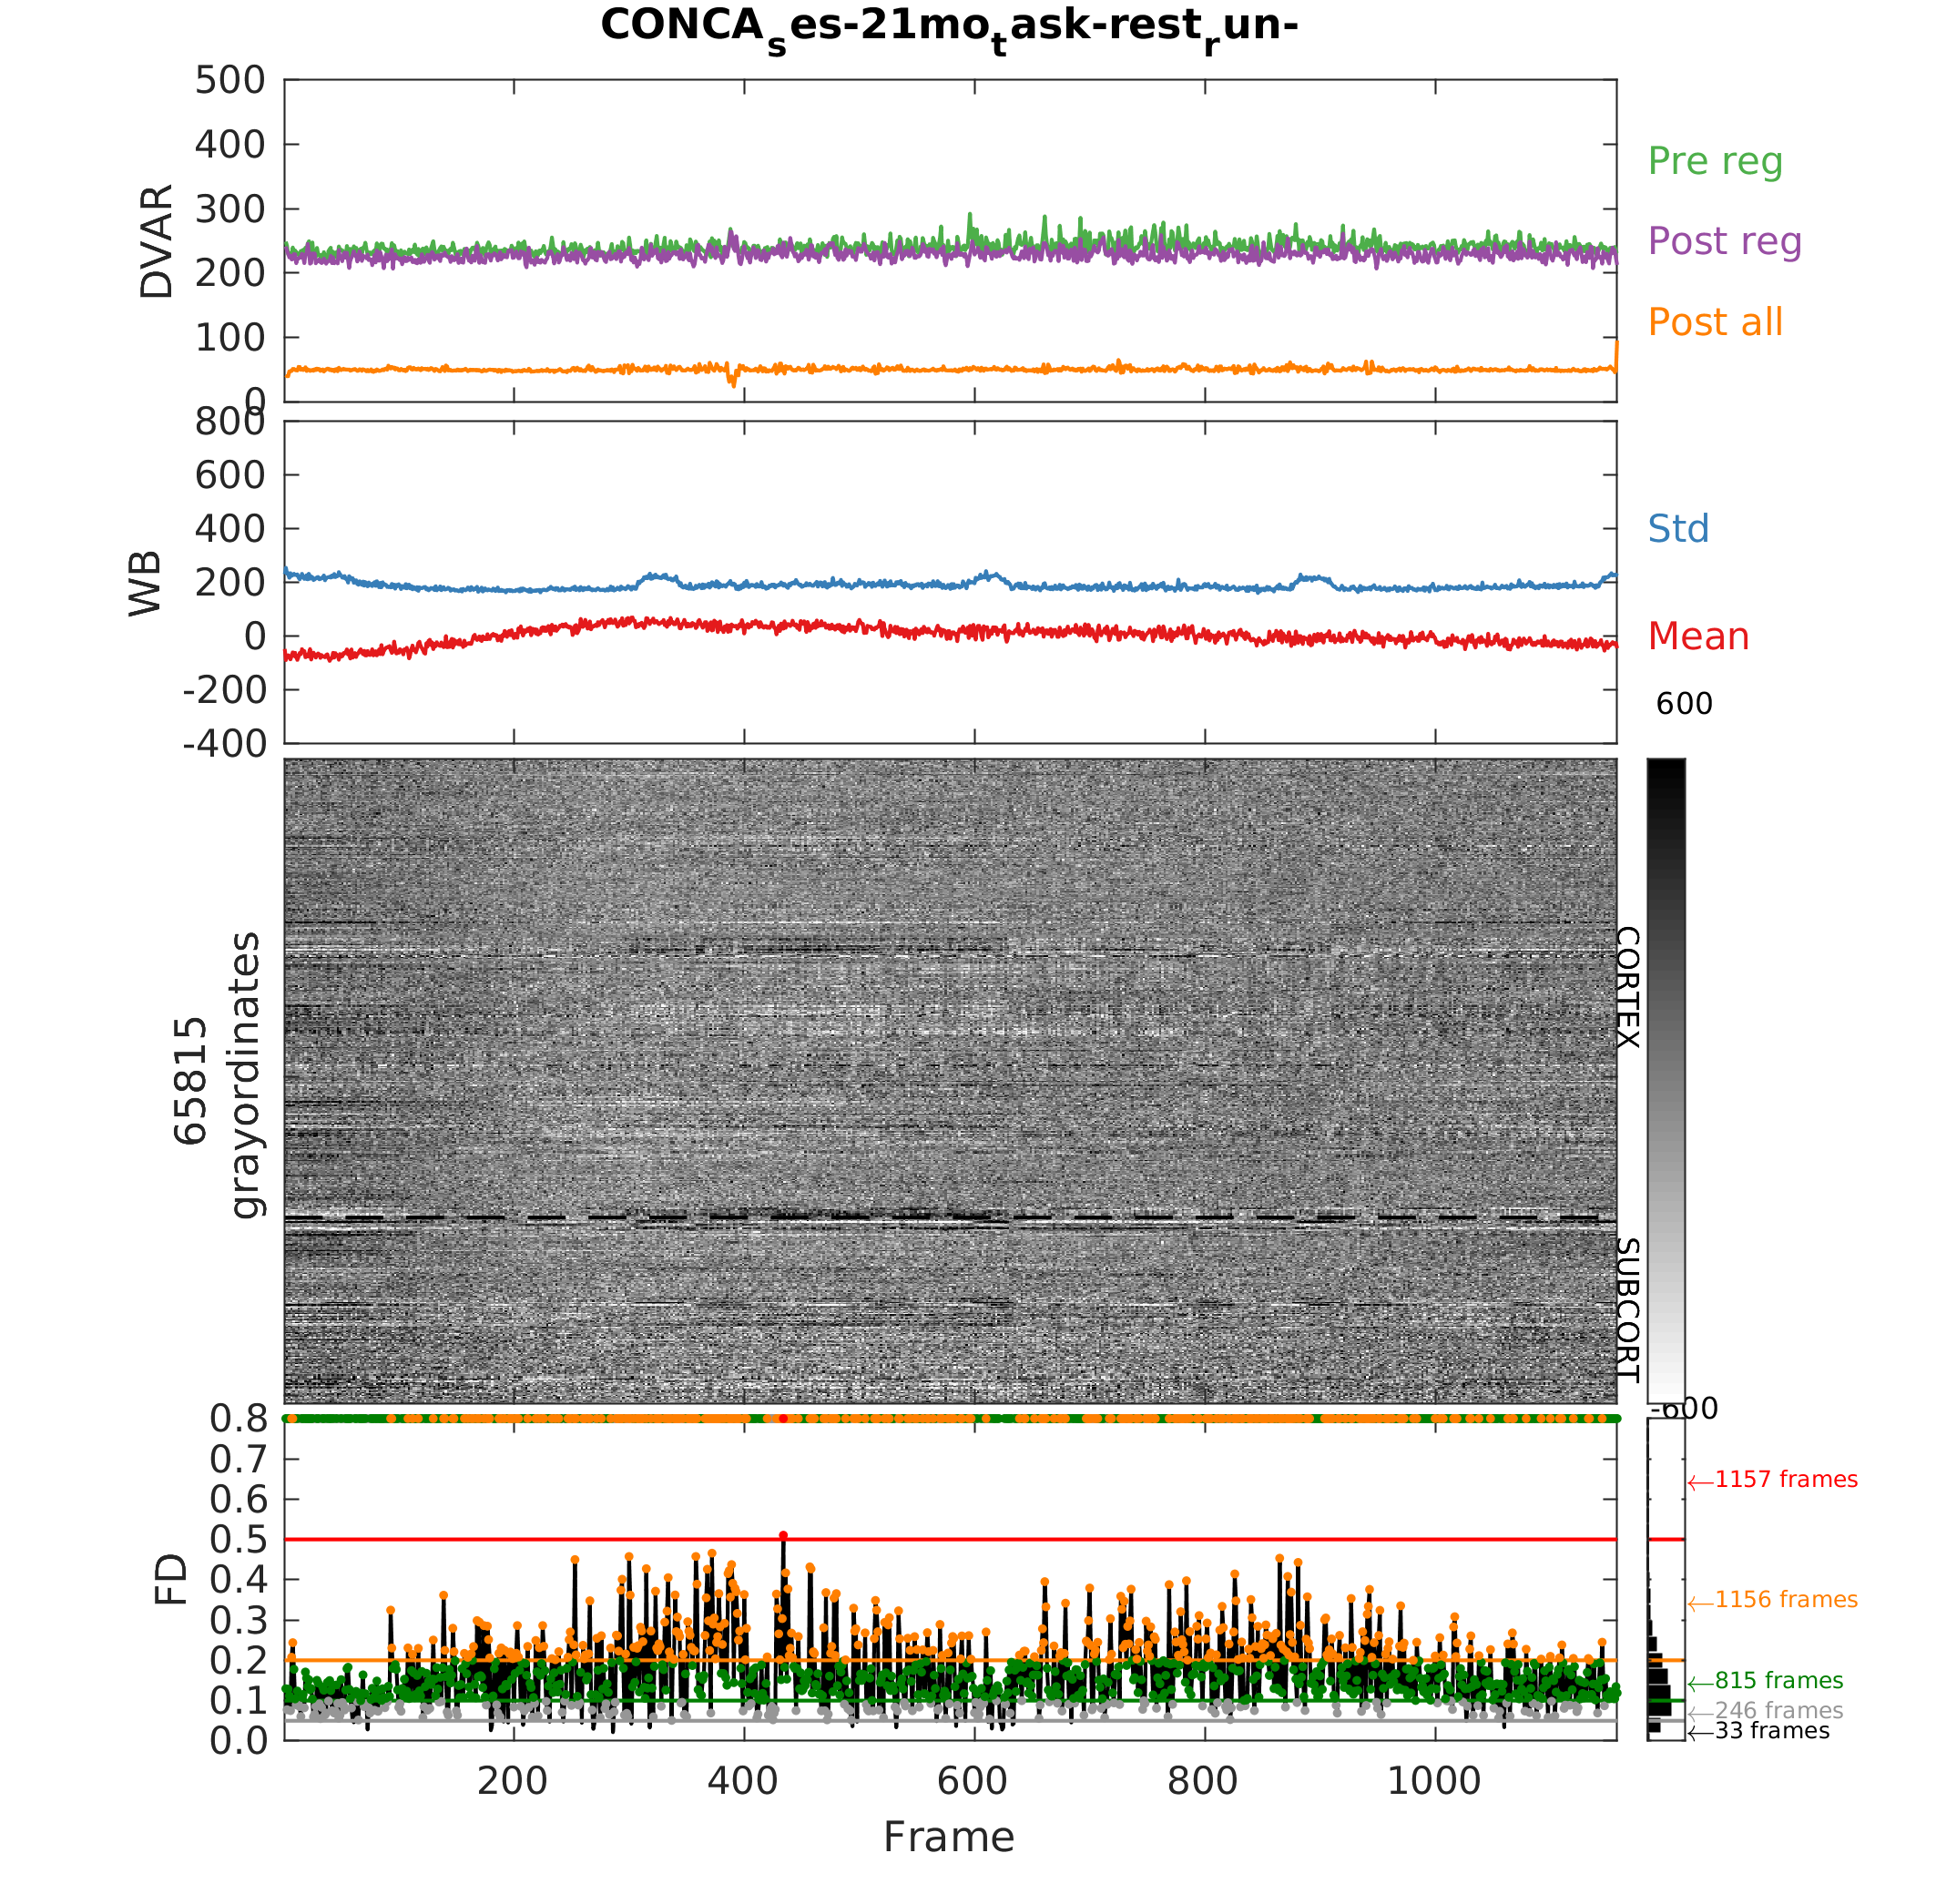 CONCAses-21motask-restrun-
500
400
300
200
100
0
DVAR
Pre reg
Post reg
Post all
800
600
400
200
0
-200
-400
WB
Std
Mean
600
65815
grayordinates
CORTEX
SUBCORT
-600
0.8
0.7
0.6
0.5
0.4
0.3
0.2
0.1
0.0
FD
←1157 frames
←1156 frames
←815 frames
←246 frames
←33 frames
200 400 600 800 1000
Frame